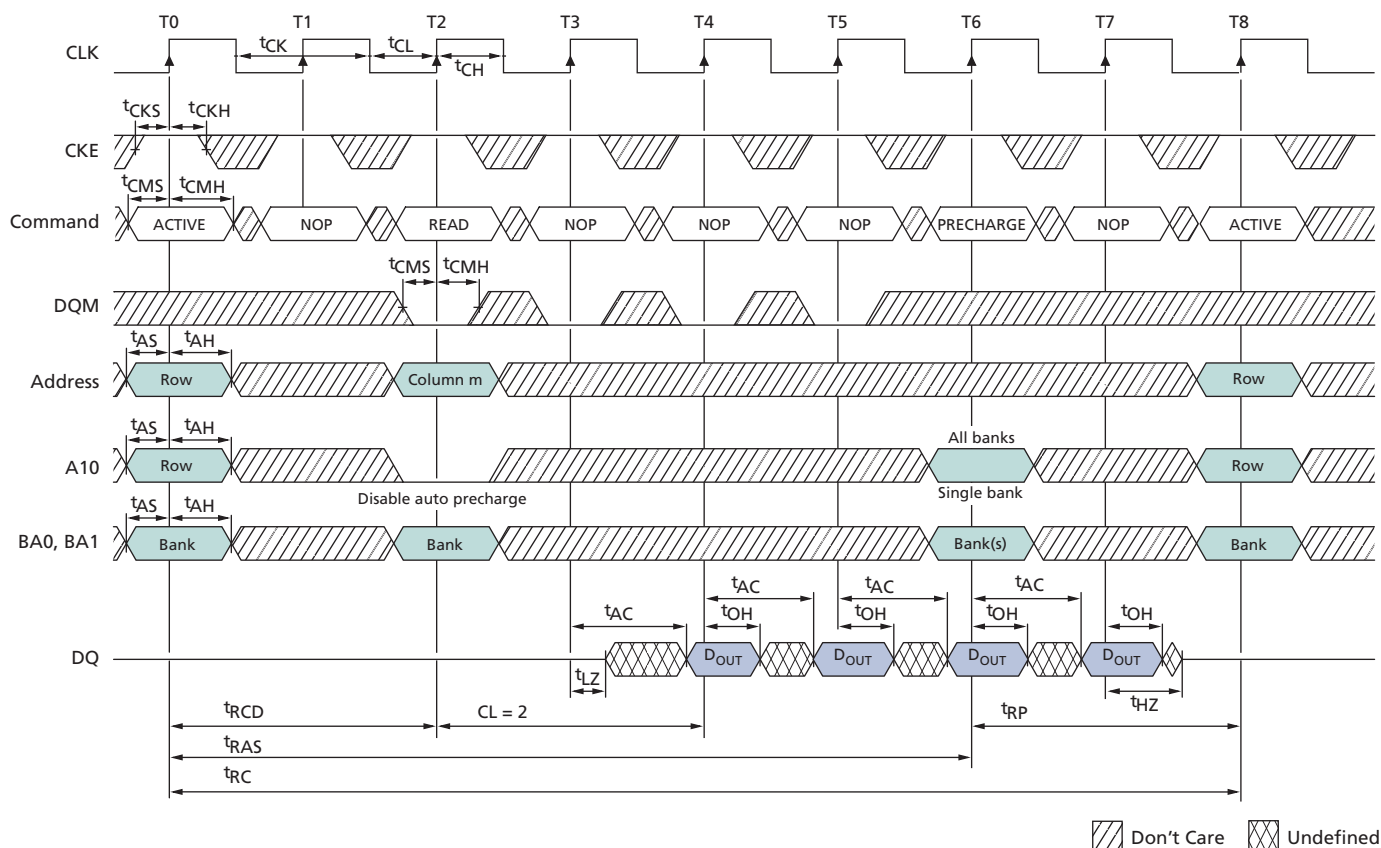 T0 T1 T2 T3 T4 T5 T6 T7 T8
CLK tCK tCL
tCH
tCKS tCKH
CKE
tCMS tCMH
Command ACTIVE NOP READ NOP NOP NOP PRECHARGE NOP ACTIVE
tCMS tCMH
DQM
tAS tAH
Address Row Column m Row
tAS tAH
All banks
A10 Row Row
Disable auto precharge Single bank
tAS tAH
BA0, BA1 Bank Bank Bank(s) Bank
tAC tAC tAC
tAC tOH tOH tOH tOH
DQ DOUT DOUT DOUT DOUT
tLZ tHZ
tRCD CL = 2 tRP
tRAS
tRC
Don't Care Undefined